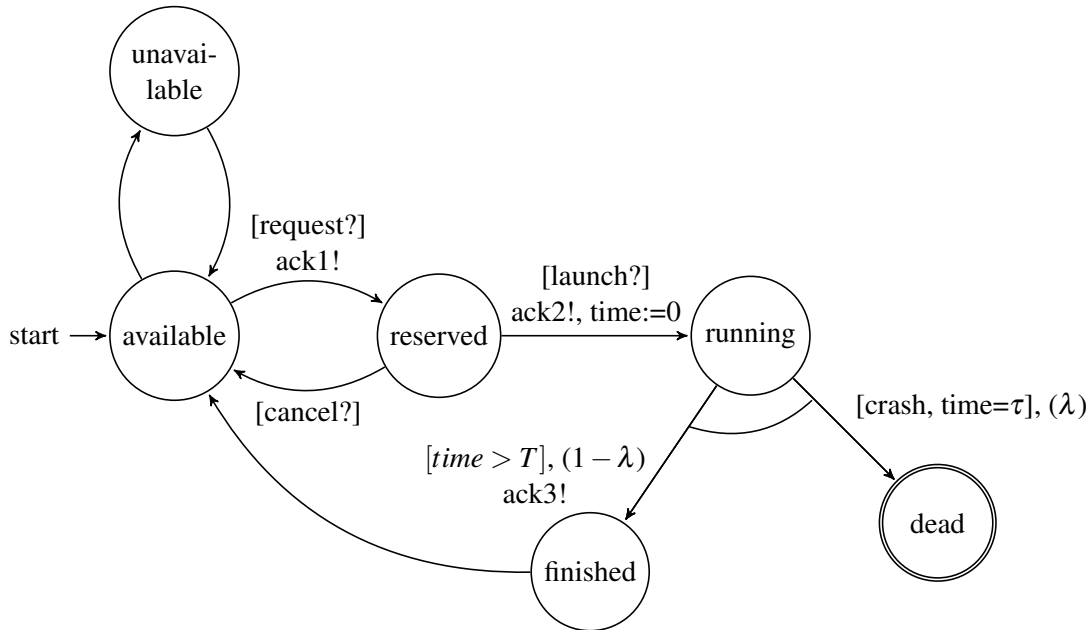 unavai-
lable
[request?]
ack1!
[launch?]
ack2!, time:=0
start
available
reserved
running
[cancel?]
[crash, time=τ], (λ)
[time > T], (1 − λ)
ack3!
dead
finished